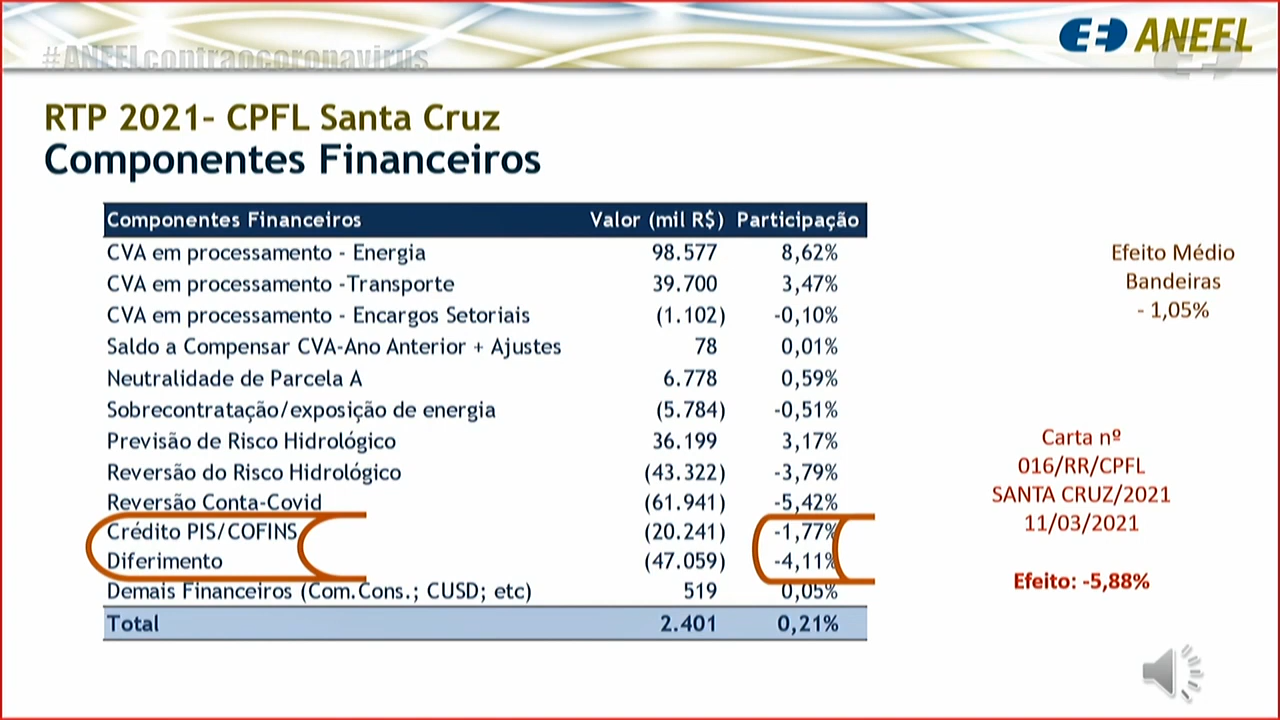 #ANEELcontraocoronavirus
ANEEL
RTP 2021- CPFL Santa Cruz
Componentes Financeiros
Componentes Financeiros Valor (mil R$) Participação
CVA em processamento - Energia 98.577 8,62%
CVA em processamento -Transporte 39.700 3,47%
CVA em processamento - Encargos Setoriais (1.102) -0,10%
Saldo a Compensar CVA-Ano Anterior + Ajustes 78 0,01%
Neutralidade de Parcela A 6.778 0,59%
Sobrecontratação/exposição de energia (5.784) -0,51%
Previsão de Risco Hidrológico 36.199 3,17%
Reversão do Risco Hidrológico (43.322) -3,79%
Reversão Conta-Covid (61.941) -5,42%
Crédito PIS/COFINS (20.241) -1,77%
Diferimento (47.059) -4,11%
Demais Financeiros (Com.Cons.; CUSD; etc) 519 0,05%
Total 2.401 0,21%
Efeito Médio
Bandeiras
- 1,05%
Carta nº
016/RR/CPFL
SANTA CRUZ/2021
11/03/2021
Efeito: -5,88%